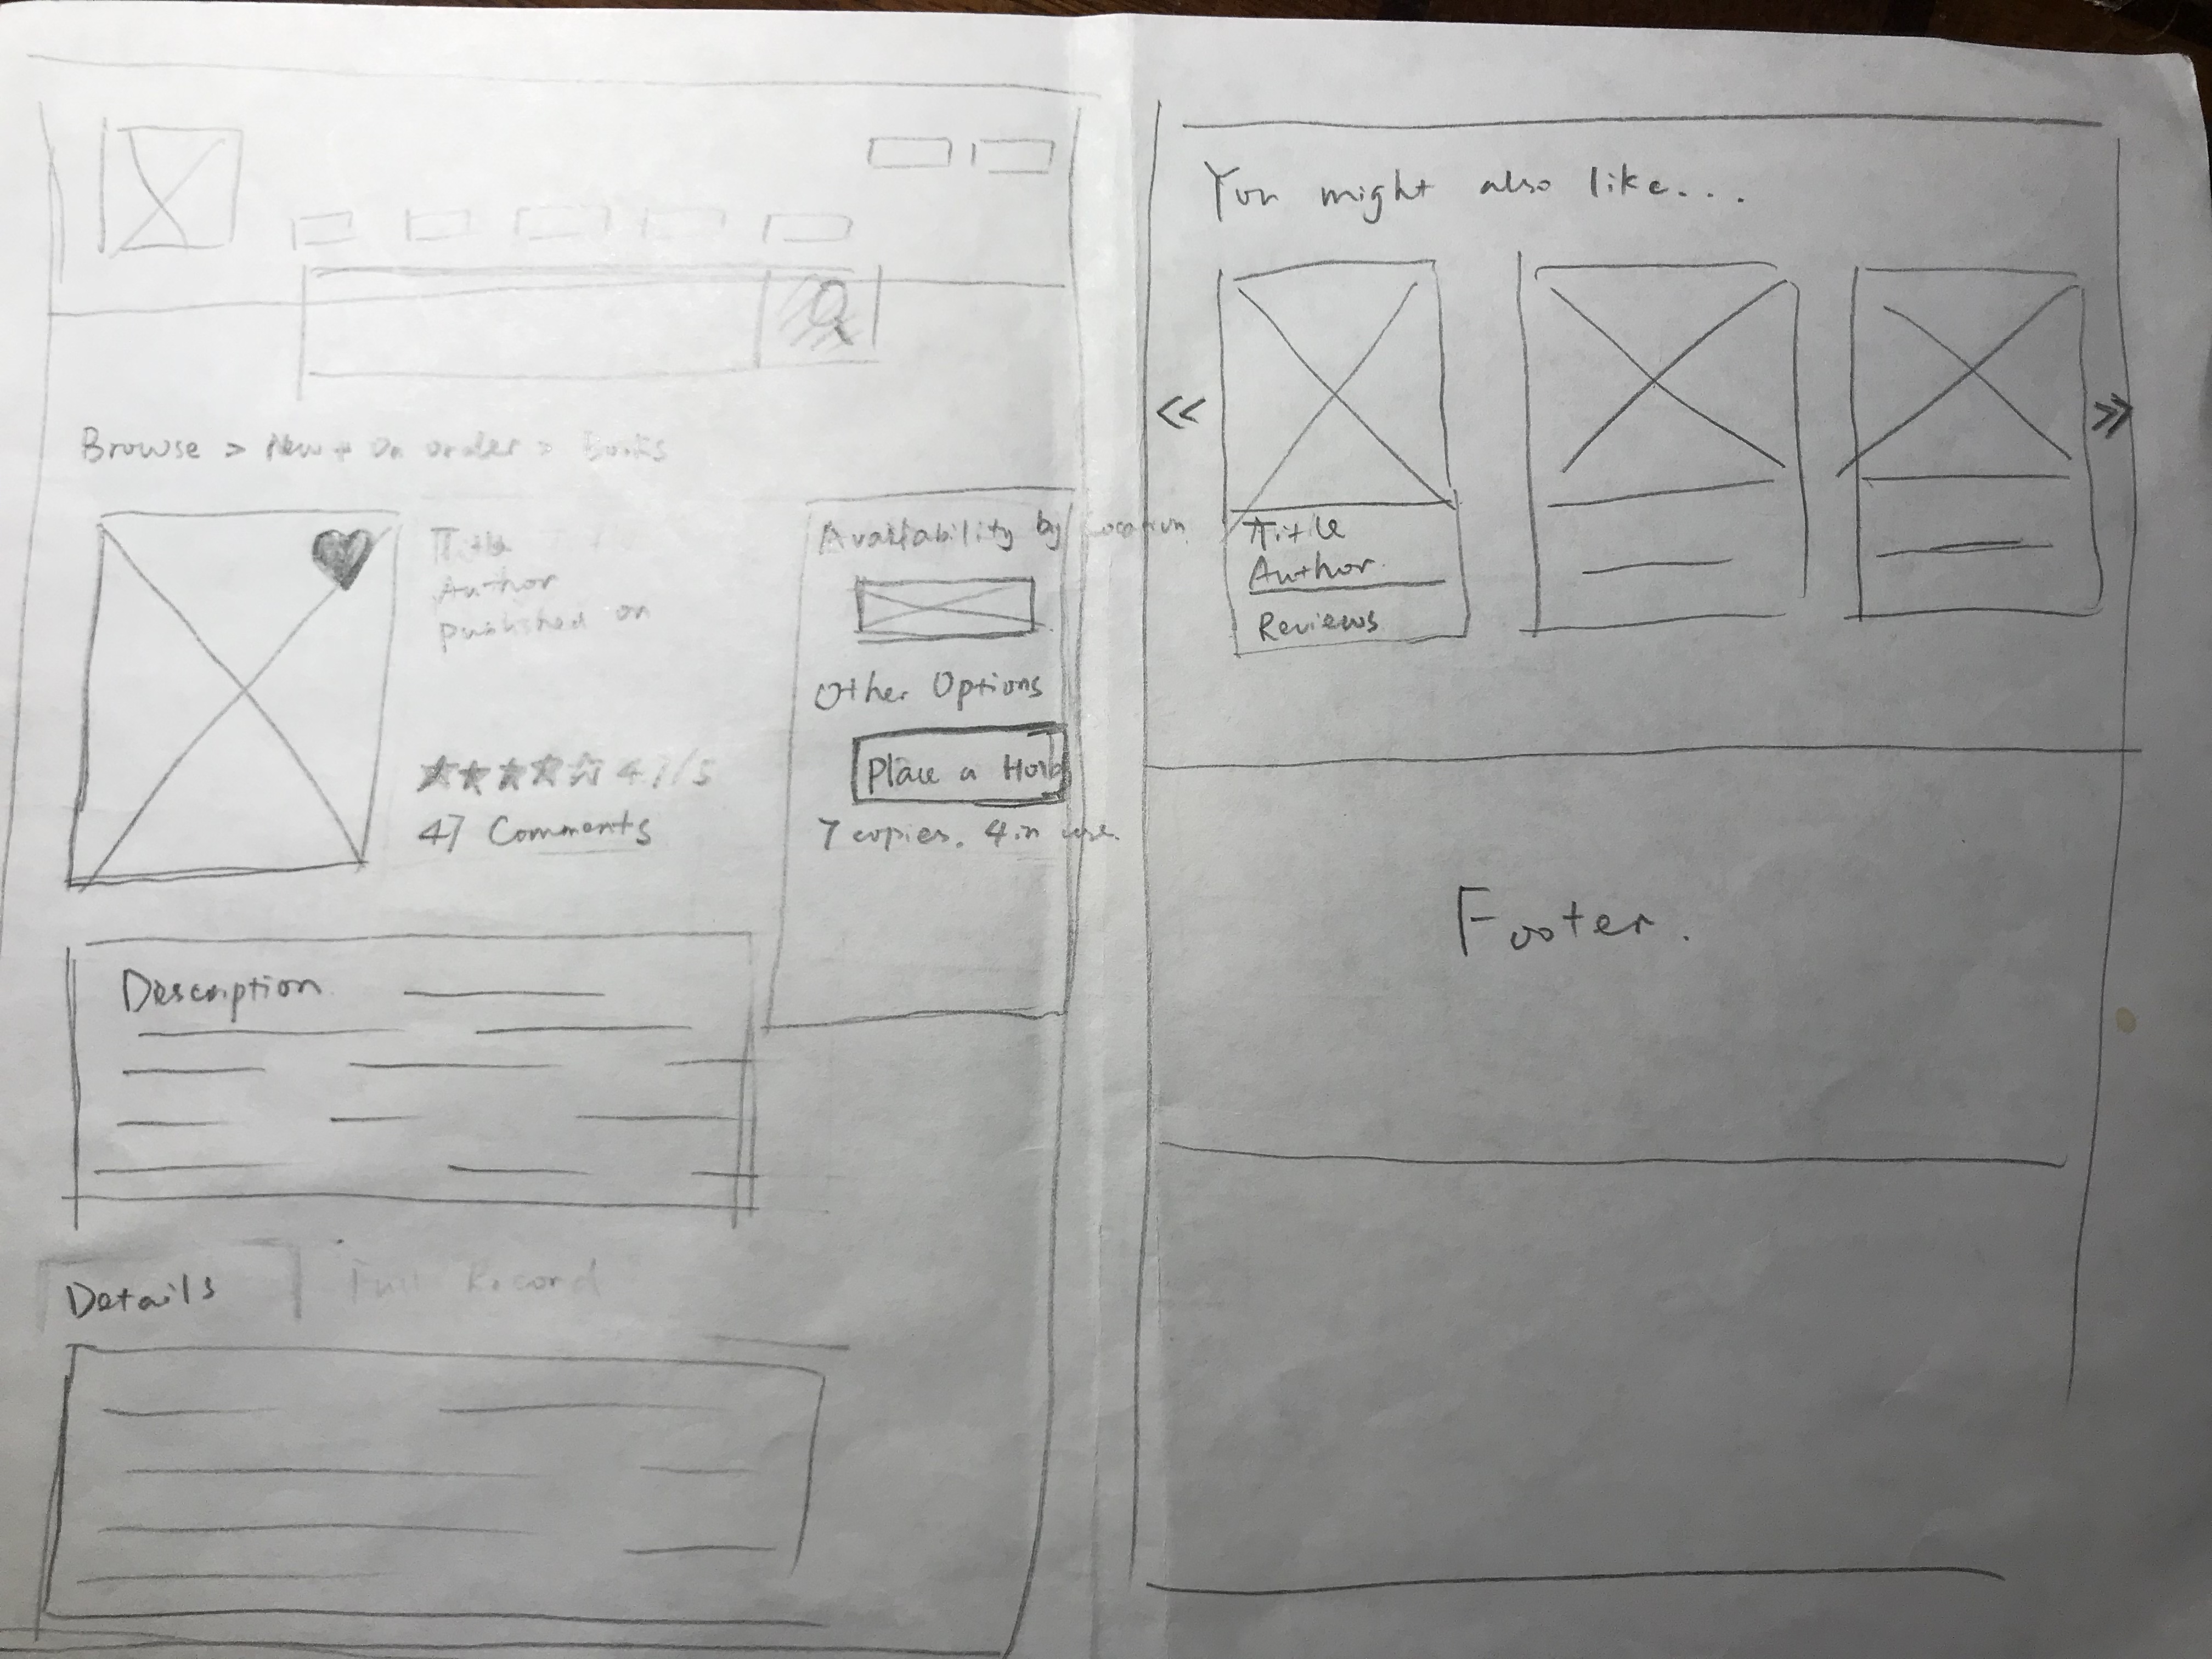 Browse > New + On order > Books
Title
Author
Published on
4.7/5
47 Comments
Availability by Location
Other Options
Place a Hold
7 copies. 4 in use.
Description
Details
Full Record
You might also like...
«
»
Title
Author
Reviews
Footer.